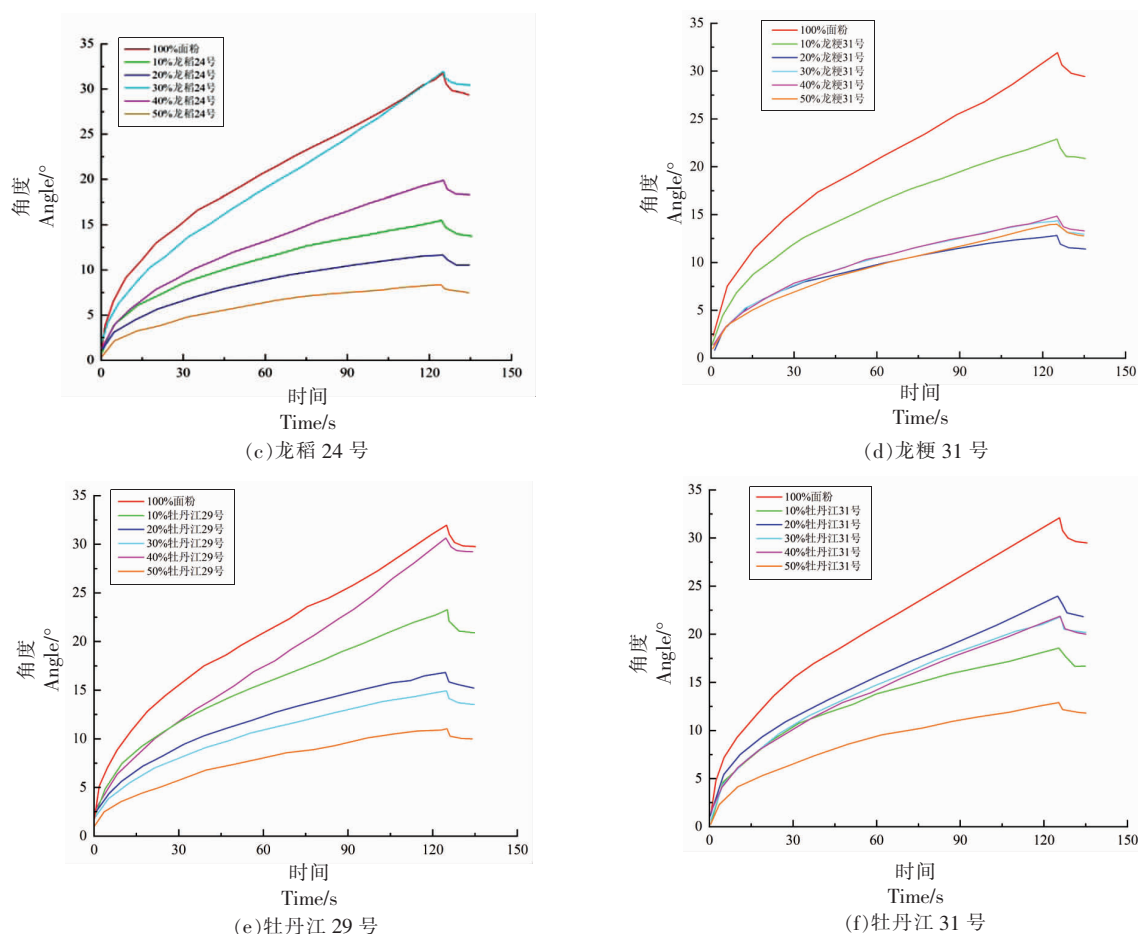 35
30
25
20
15
10
5
0
100%面粉
10%龙稻24号
20%龙稻24号
30%龙稻24号
40%龙稻24号
50%龙稻24号
角度
Angle/°
0 30 60 90 120 150
时间
Time/s
(c)龙稻 24 号
35
30
25
20
15
10
5
0
100%面粉
10%龙粳31号
20%龙粳31号
30%龙粳31号
40%龙粳31号
50%龙粳31号
角度
Angle/°
0 30 60 90 120 150
时间
Time/s
(d)龙粳 31 号
35
30
25
20
15
10
5
0
100%面粉
10%牡丹江29号
20%牡丹江29号
30%牡丹江29号
40%牡丹江29号
50%牡丹江29号
角度
Angle/°
0 30 60 90 120 150
时间
Time/s
(e)牡丹江 29 号
35
30
25
20
15
10
5
0
100%面粉
10%牡丹江31号
20%牡丹江31号
30%牡丹江31号
40%牡丹江31号
50%牡丹江31号
角度
Angle/°
0 30 60 90 120 150
时间
Time/s
(f)牡丹江 31 号